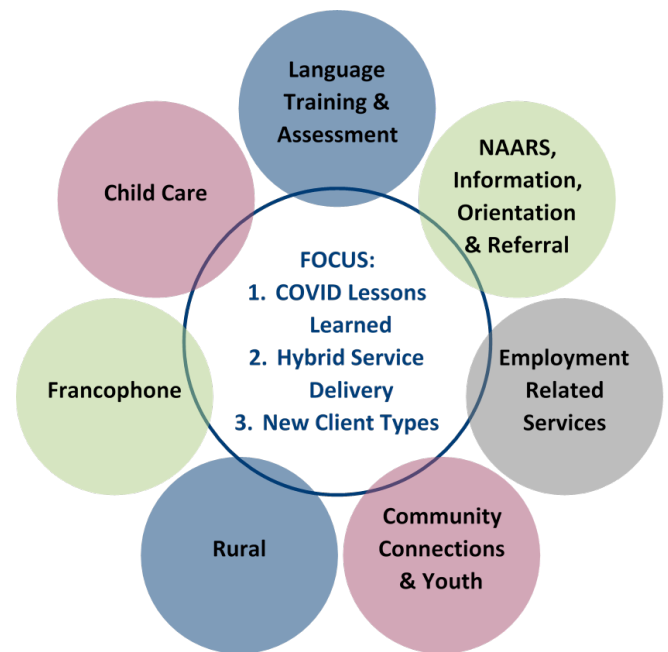 Language
Training &
Assessment
NAARS,
Information,
Orientation
& Referral
Employment
Related
Services
Community
Connections
& Youth
Rural
Francophone
Child Care
FOCUS:
1. COVID Lessons
Learned
2. Hybrid Service
Delivery
3. New Client Types